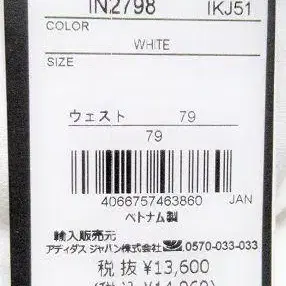 IN2798 IKJ51
COLOR
WHITE
SIZE
ウェスト 79
79
4066757463860 JAN
ベトナム製
輸入販売元
アディダス ジャパン株式会社 0570-033-033
税 抜 ¥13,600